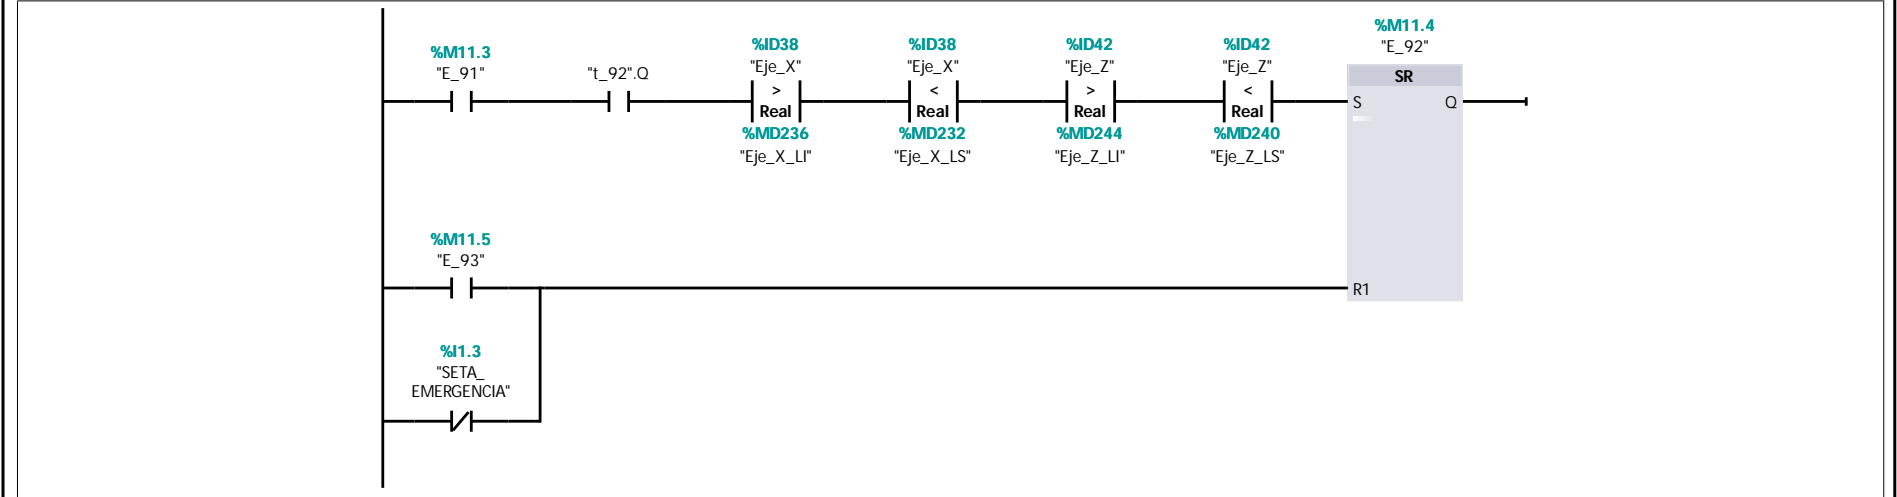 %M11.3
"E_91"
"t_92".Q
%ID38
"Eje_X"
>
Real
%MD236
"Eje_X_LI"
%ID38
"Eje_X"
<
Real
%MD232
"Eje_X_LS"
%ID42
"Eje_Z"
>
Real
%MD244
"Eje_Z_LI"
%ID42
"Eje_Z"
<
Real
%MD240
"Eje_Z_LS"
%M11.4
"E_92"
SR
S
Q
%M11.5
"E_93"
R1
%I1.3
"SETA_
EMERGENCIA"